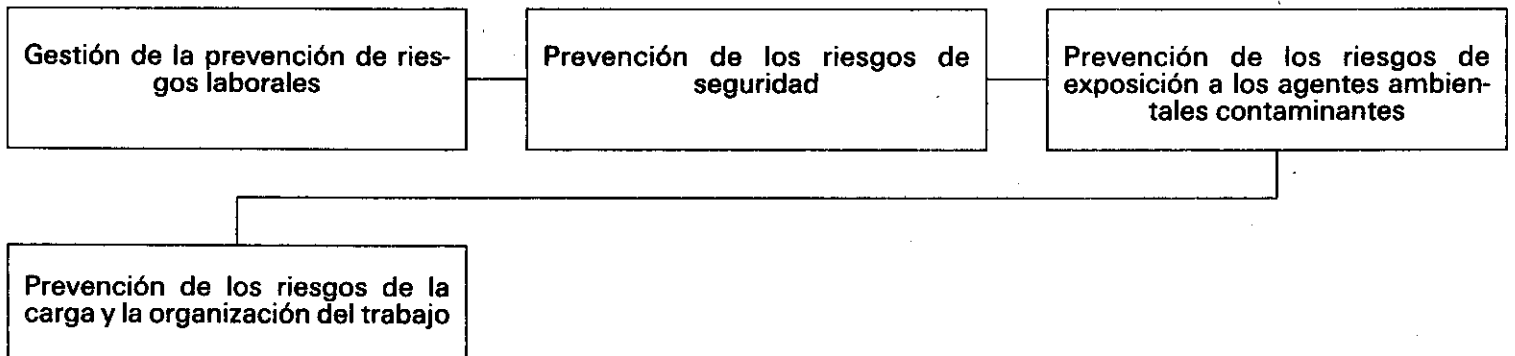 Gestión de la prevención de ries-
gos laborales
Prevención de los riesgos de
seguridad
Prevención de los riesgos de
exposición a los agentes ambien-
tales contaminantes
Prevención de los riesgos de la
carga y la organización del trabajo